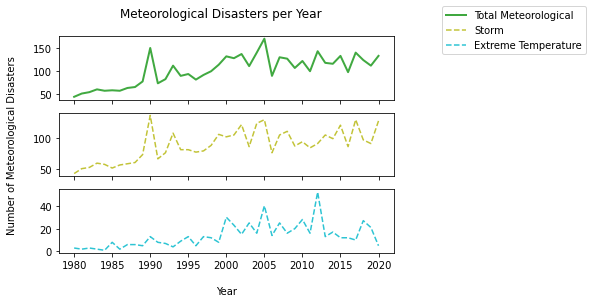 Meteorological Disasters per Year
Total Meteorological
Storm
Extreme Temperature
Number of Meteorological Disasters
150
100
50
100
50
40
20
0
1980 1985 1990 1995 2000 2005 2010 2015 2020
Year